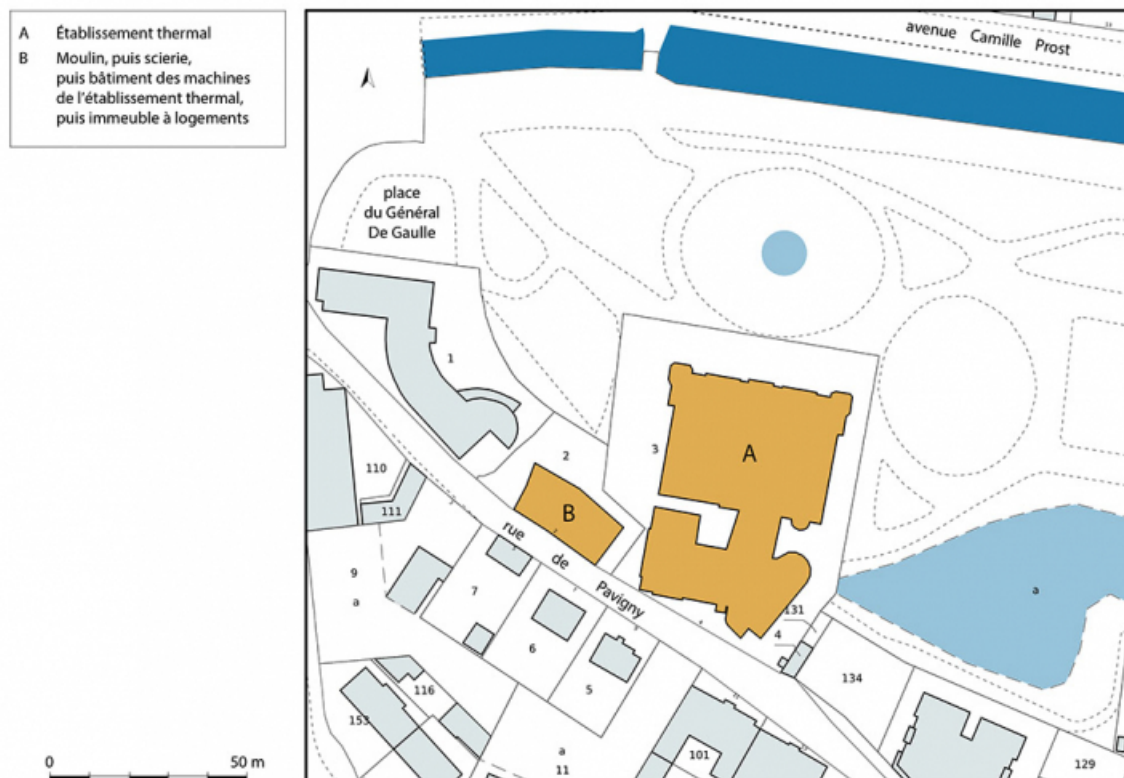 A Établissement thermal
B Moulin, puis scierie,
puis bâtiment des machines
de l'établissement thermal,
puis immeuble à logements
avenue Camille Prost
place
du Général
De Gaulle
1
2
3
A
B
110
111
rue de Pavigny
9
a
7
6
5
131
4
134
a
116
153
a
11
101
129
0
50 m